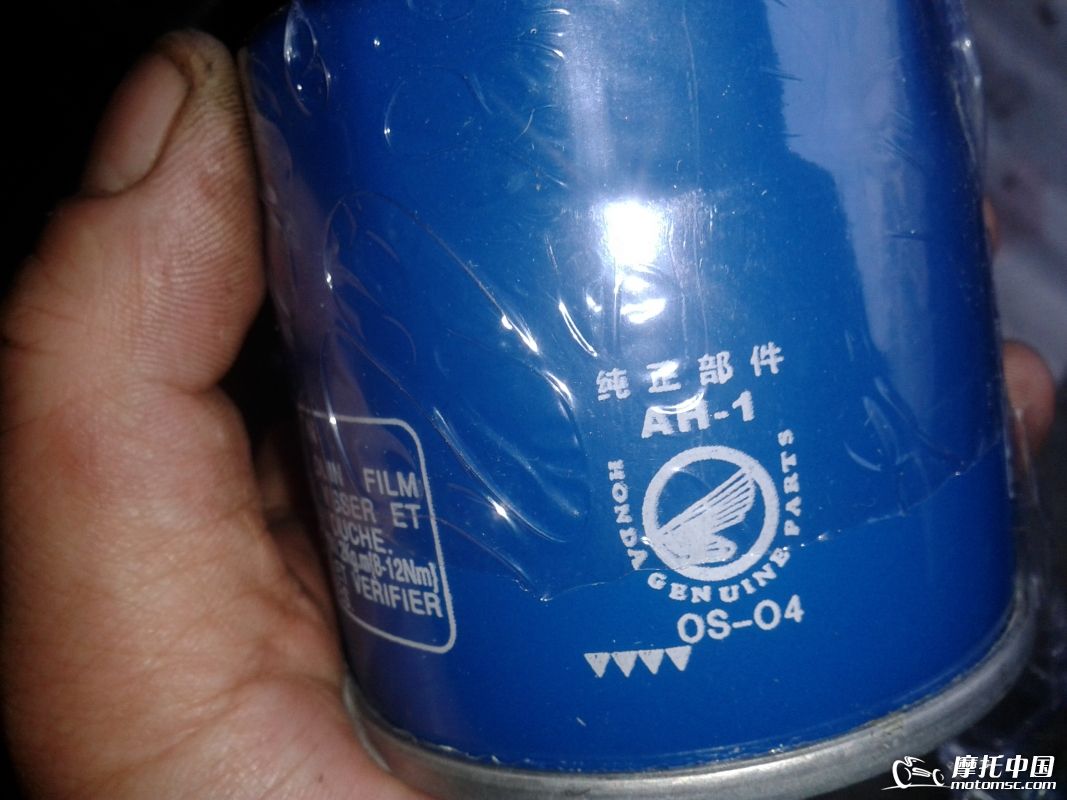 纯正部件
AH-1
HONDA GENUINE PARTS
OS-04
FILM
ET
(8-12Nm)
VERIFIER
摩托中国
motomsc.com